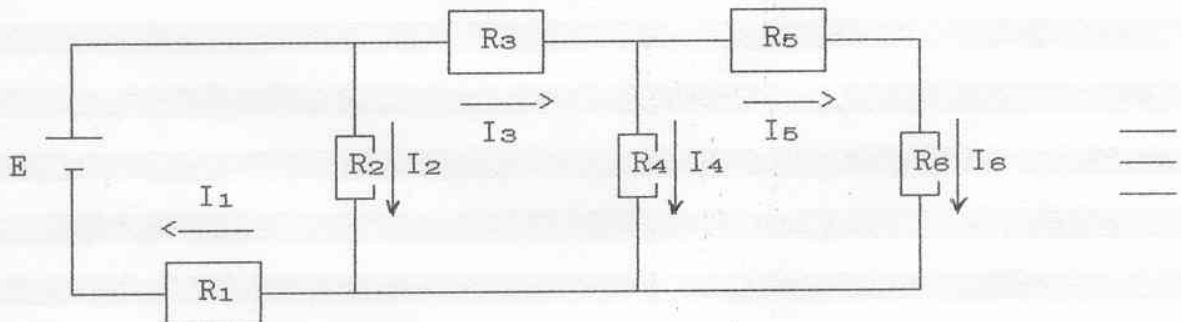 R₃ R₅
I₃ I₅
E R₂ I₂ R₄ I₄ R₆ I₆
I₁
R₁